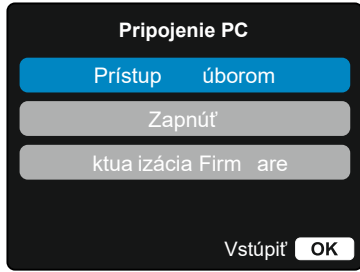 Pripojenie PC
Prístup úborom
Zapnúť
ktua izácia Firm are
Vstúpiť OK